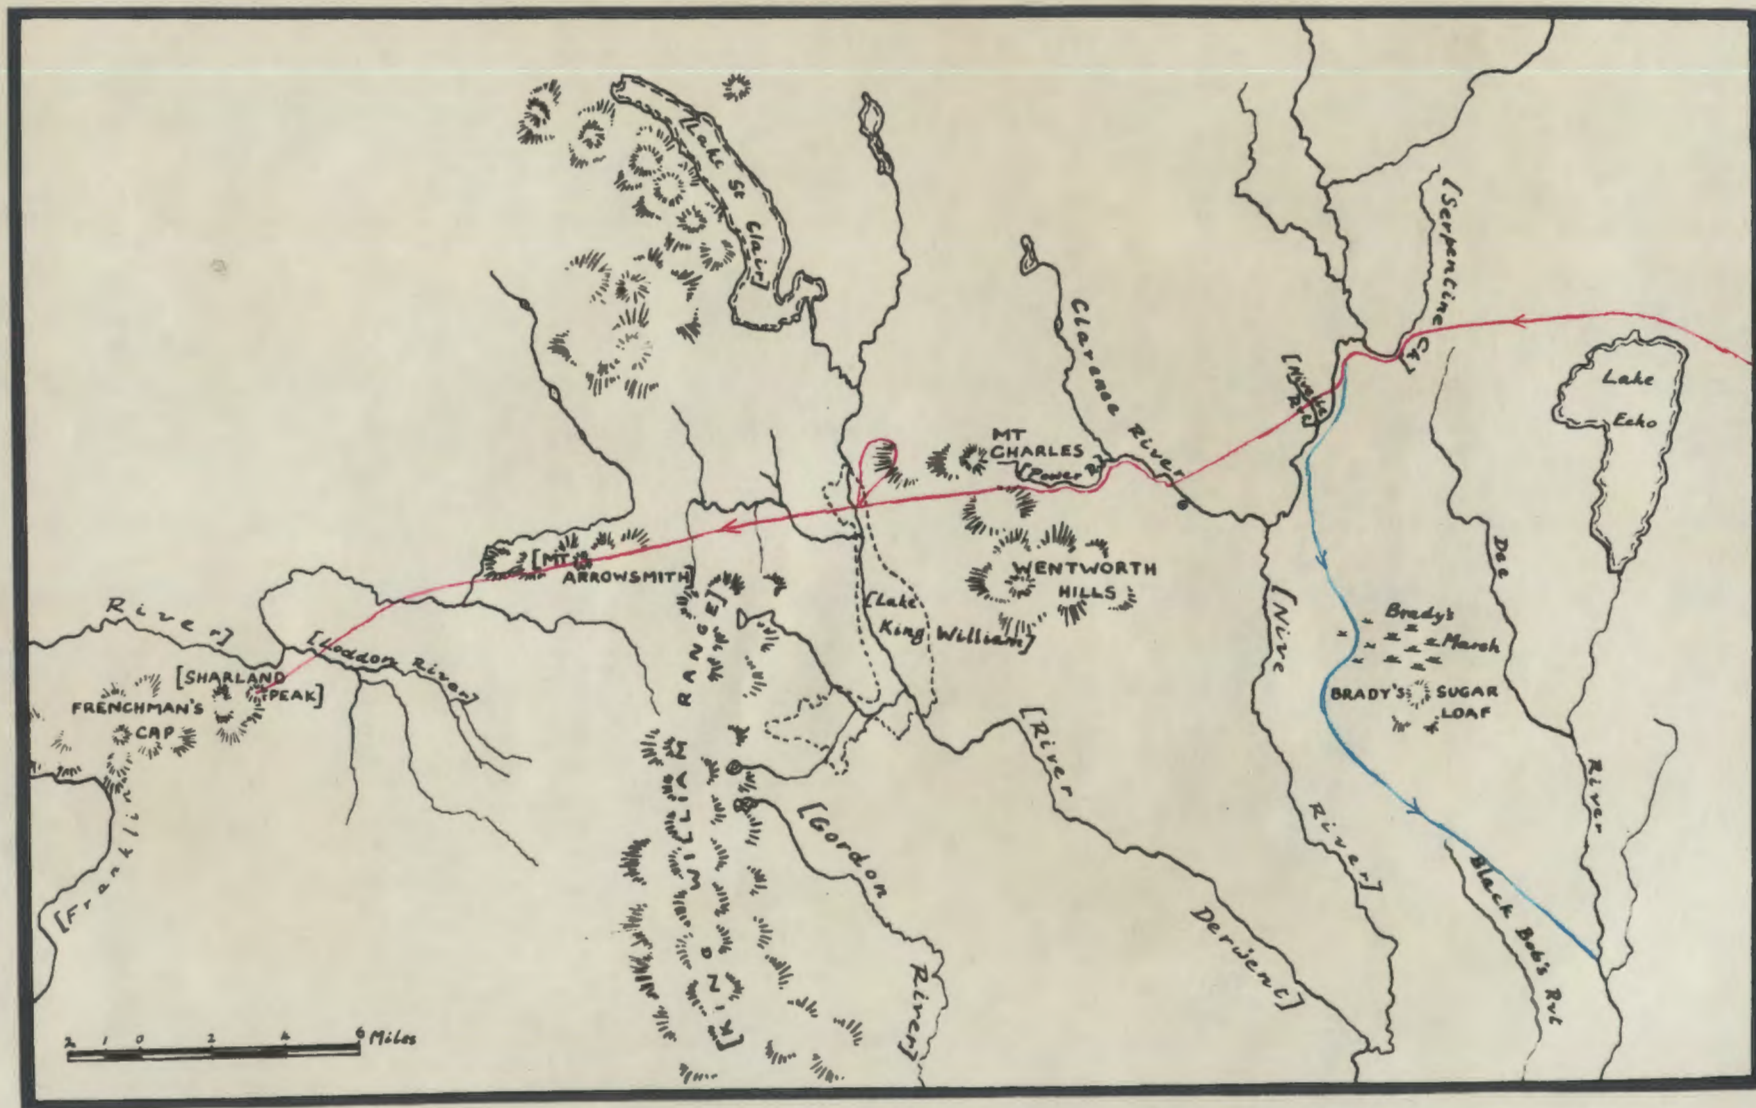 [Lake St
Clair]
[Serpentine
Ck]
Clarence River
[Nive
Lake
Echo
MT
CHARLES
[Power R]
[MT
ARROWSMITH]
WENTWORTH
HILLS
Dee
River
[Lake
King William]
River]
[Loddon River]
[SHARLAND
PEAK]
FRENCHMAN'S
CAP
[Franklin
[KING WILLIAM RANGE]
Brady's
Marsh
BRADY'S SUGAR
LOAF
[Nive
River]
[River
Derwent]
[Gordon
River]
Black Bob's Rvt
2 1 0 2 4 6 Miles